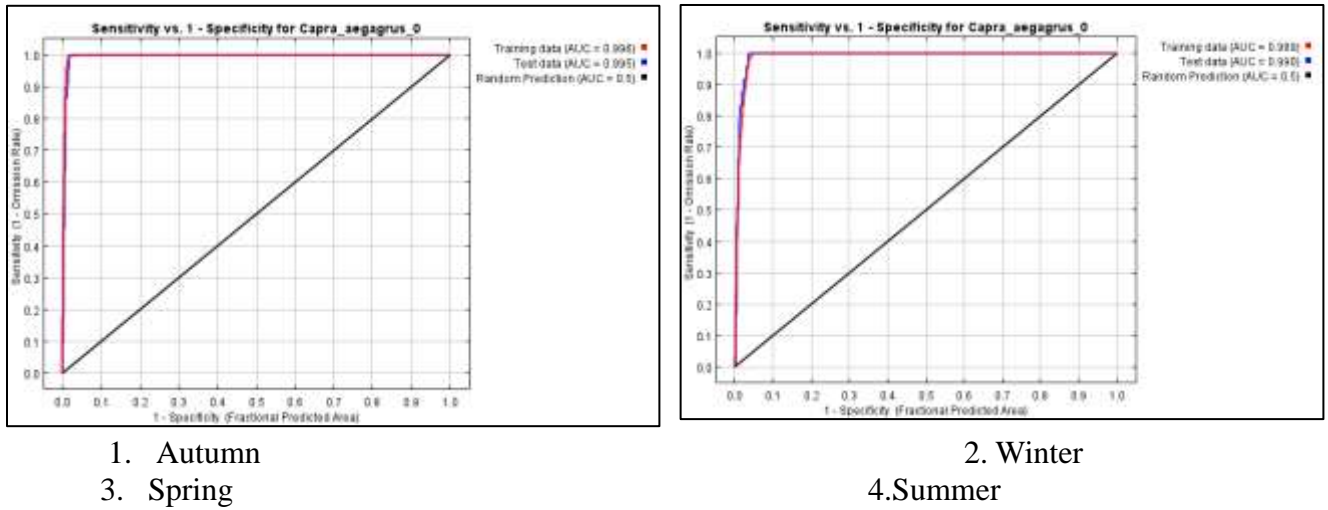 Sensitivity vs. 1 - Specificity for Capra_aegagrus_0
Training data (AUC = 0.996)
Test data (AUC = 0.995)
Random Prediction (AUC = 0.5)
Sensitivity (1 - Omission Rate)
1.0
0.9
0.8
0.7
0.6
0.5
0.4
0.3
0.2
0.1
0.0
0.0 0.1 0.2 0.3 0.4 0.5 0.6 0.7 0.8 0.9 1.0
1 - Specificity (Fractional Predicted Area)
Sensitivity vs. 1 - Specificity for Capra_aegagrus_0
Training data (AUC =
Test data (AUC = 0.990)
Random Prediction (AUC = 0.5)
Sensitivity (1 - Omission Rate)
1.0
0.9
0.8
0.7
0.6
0.5
0.4
0.3
0.2
0.1
0.0
0.0 0.1 0.2 0.3 0.4 0.5 0.6 0.7 0.8 0.9 1.0
1 - Specificity (Fractional Predicted Area)
1. Autumn 2. Winter
3. Spring 4.Summer